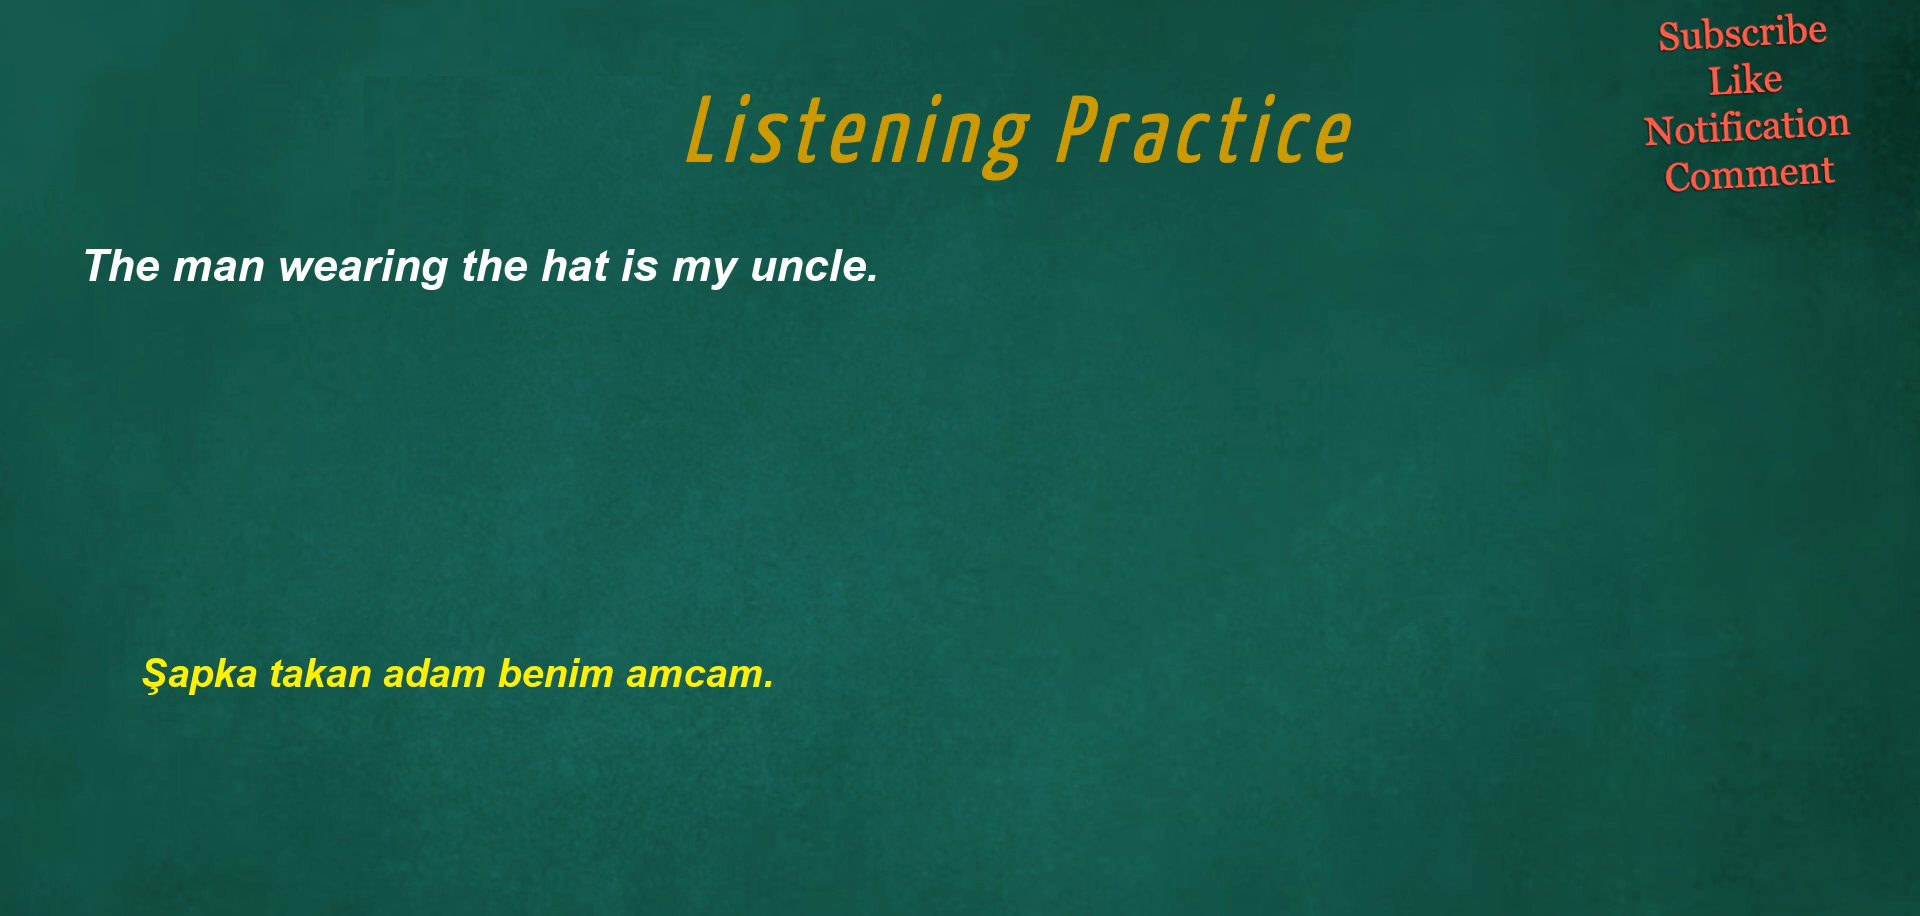 Subscribe
Like
Notification
Comment
Listening Practice
The man wearing the hat is my uncle.
Şapka takan adam benim amcam.